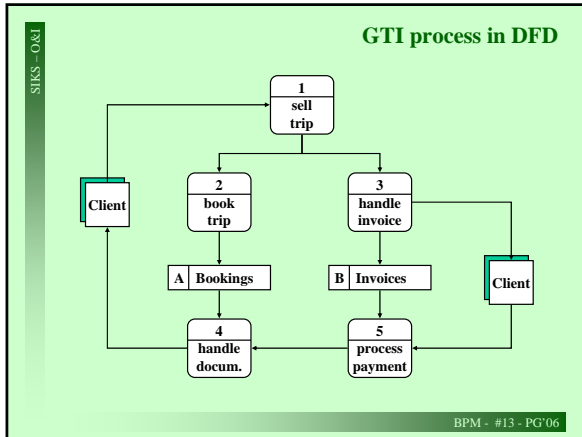 SIKS – O&I
GTI process in DFD
1
sell
trip
2
book
trip
3
handle
invoice
Client
A Bookings
B Invoices
Client
4
handle
docum.
5
process
payment
BPM - #13 - PG'06